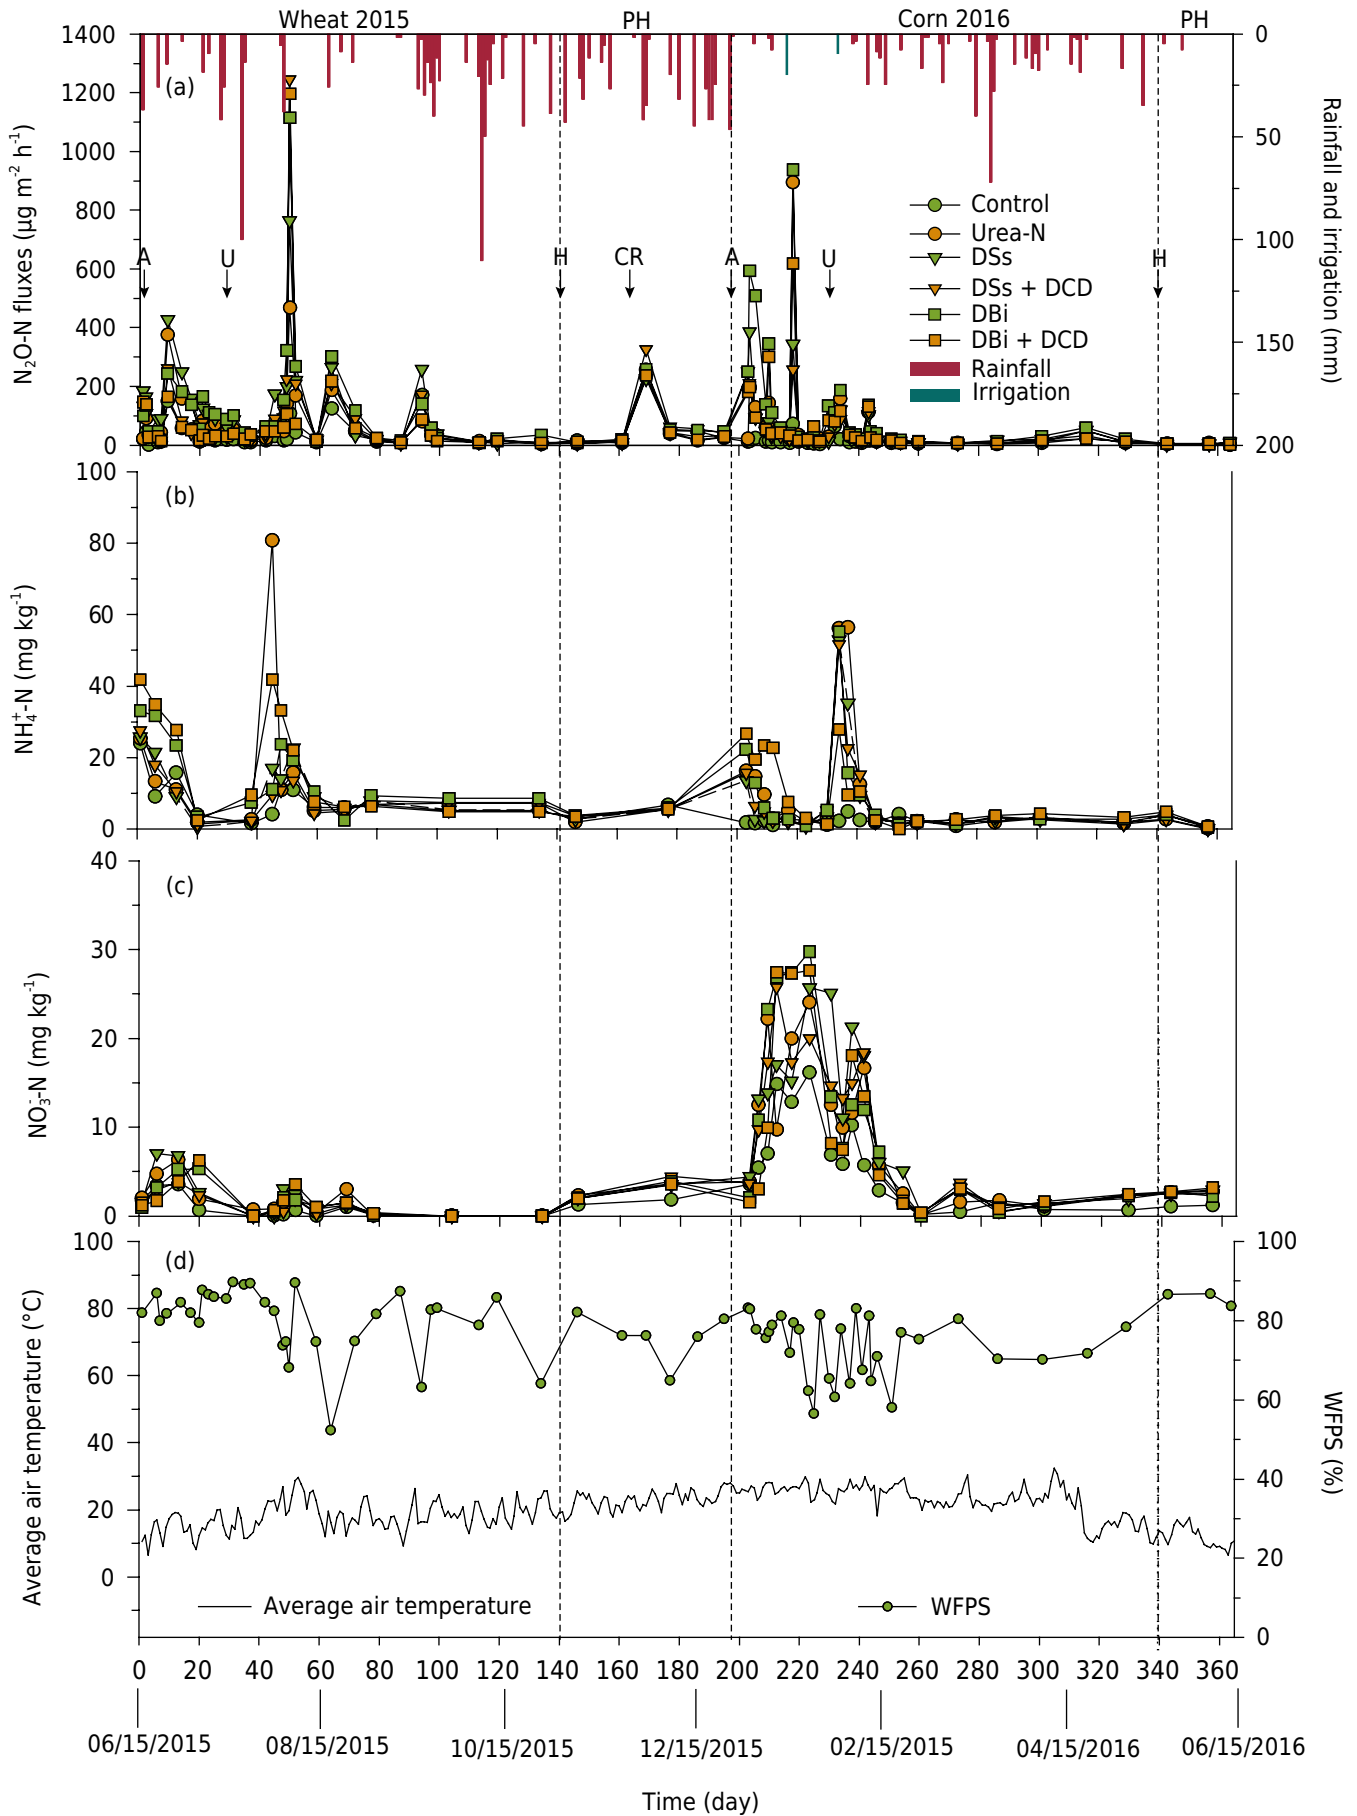 Wheat 2015 PH Corn 2016 PH
1400 0
(a)
1200
1000 50
800
600 100
400 150
200
0 200
N₂O-N fluxes (µg m⁻² h⁻¹)
Rainfall and irrigation (mm)
A U H CR A U H
Control
Urea-N
DSs
DSs + DCD
DBi
DBi + DCD
Rainfall
Irrigation
100
(b)
80
60
40
20
0
NH₄⁺-N (mg kg⁻¹)
40
(c)
30
20
10
0
NO₃⁻-N (mg kg⁻¹)
100 100
(d)
80 80
60 60
40 40
20 20
0 0
Average air temperature (°C)
WFPS (%)
Average air temperature WFPS
0 20 40 60 80 100 120 140 160 180 200 220 240 260 280 300 320 340 360
06/15/2015 08/15/2015 10/15/2015 12/15/2015 02/15/2015 04/15/2016 06/15/2016
Time (day)